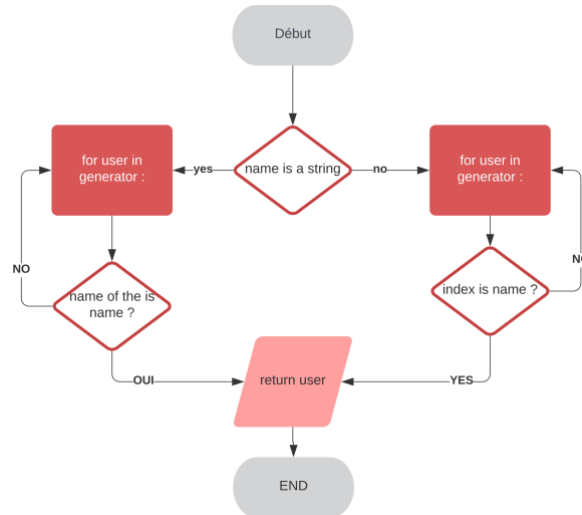 Début
for user in
generator :
yes
name is a string
no
for user in
generator :
NO
name of the is
name ?
index is name ?
NO
OUI
return user
YES
END